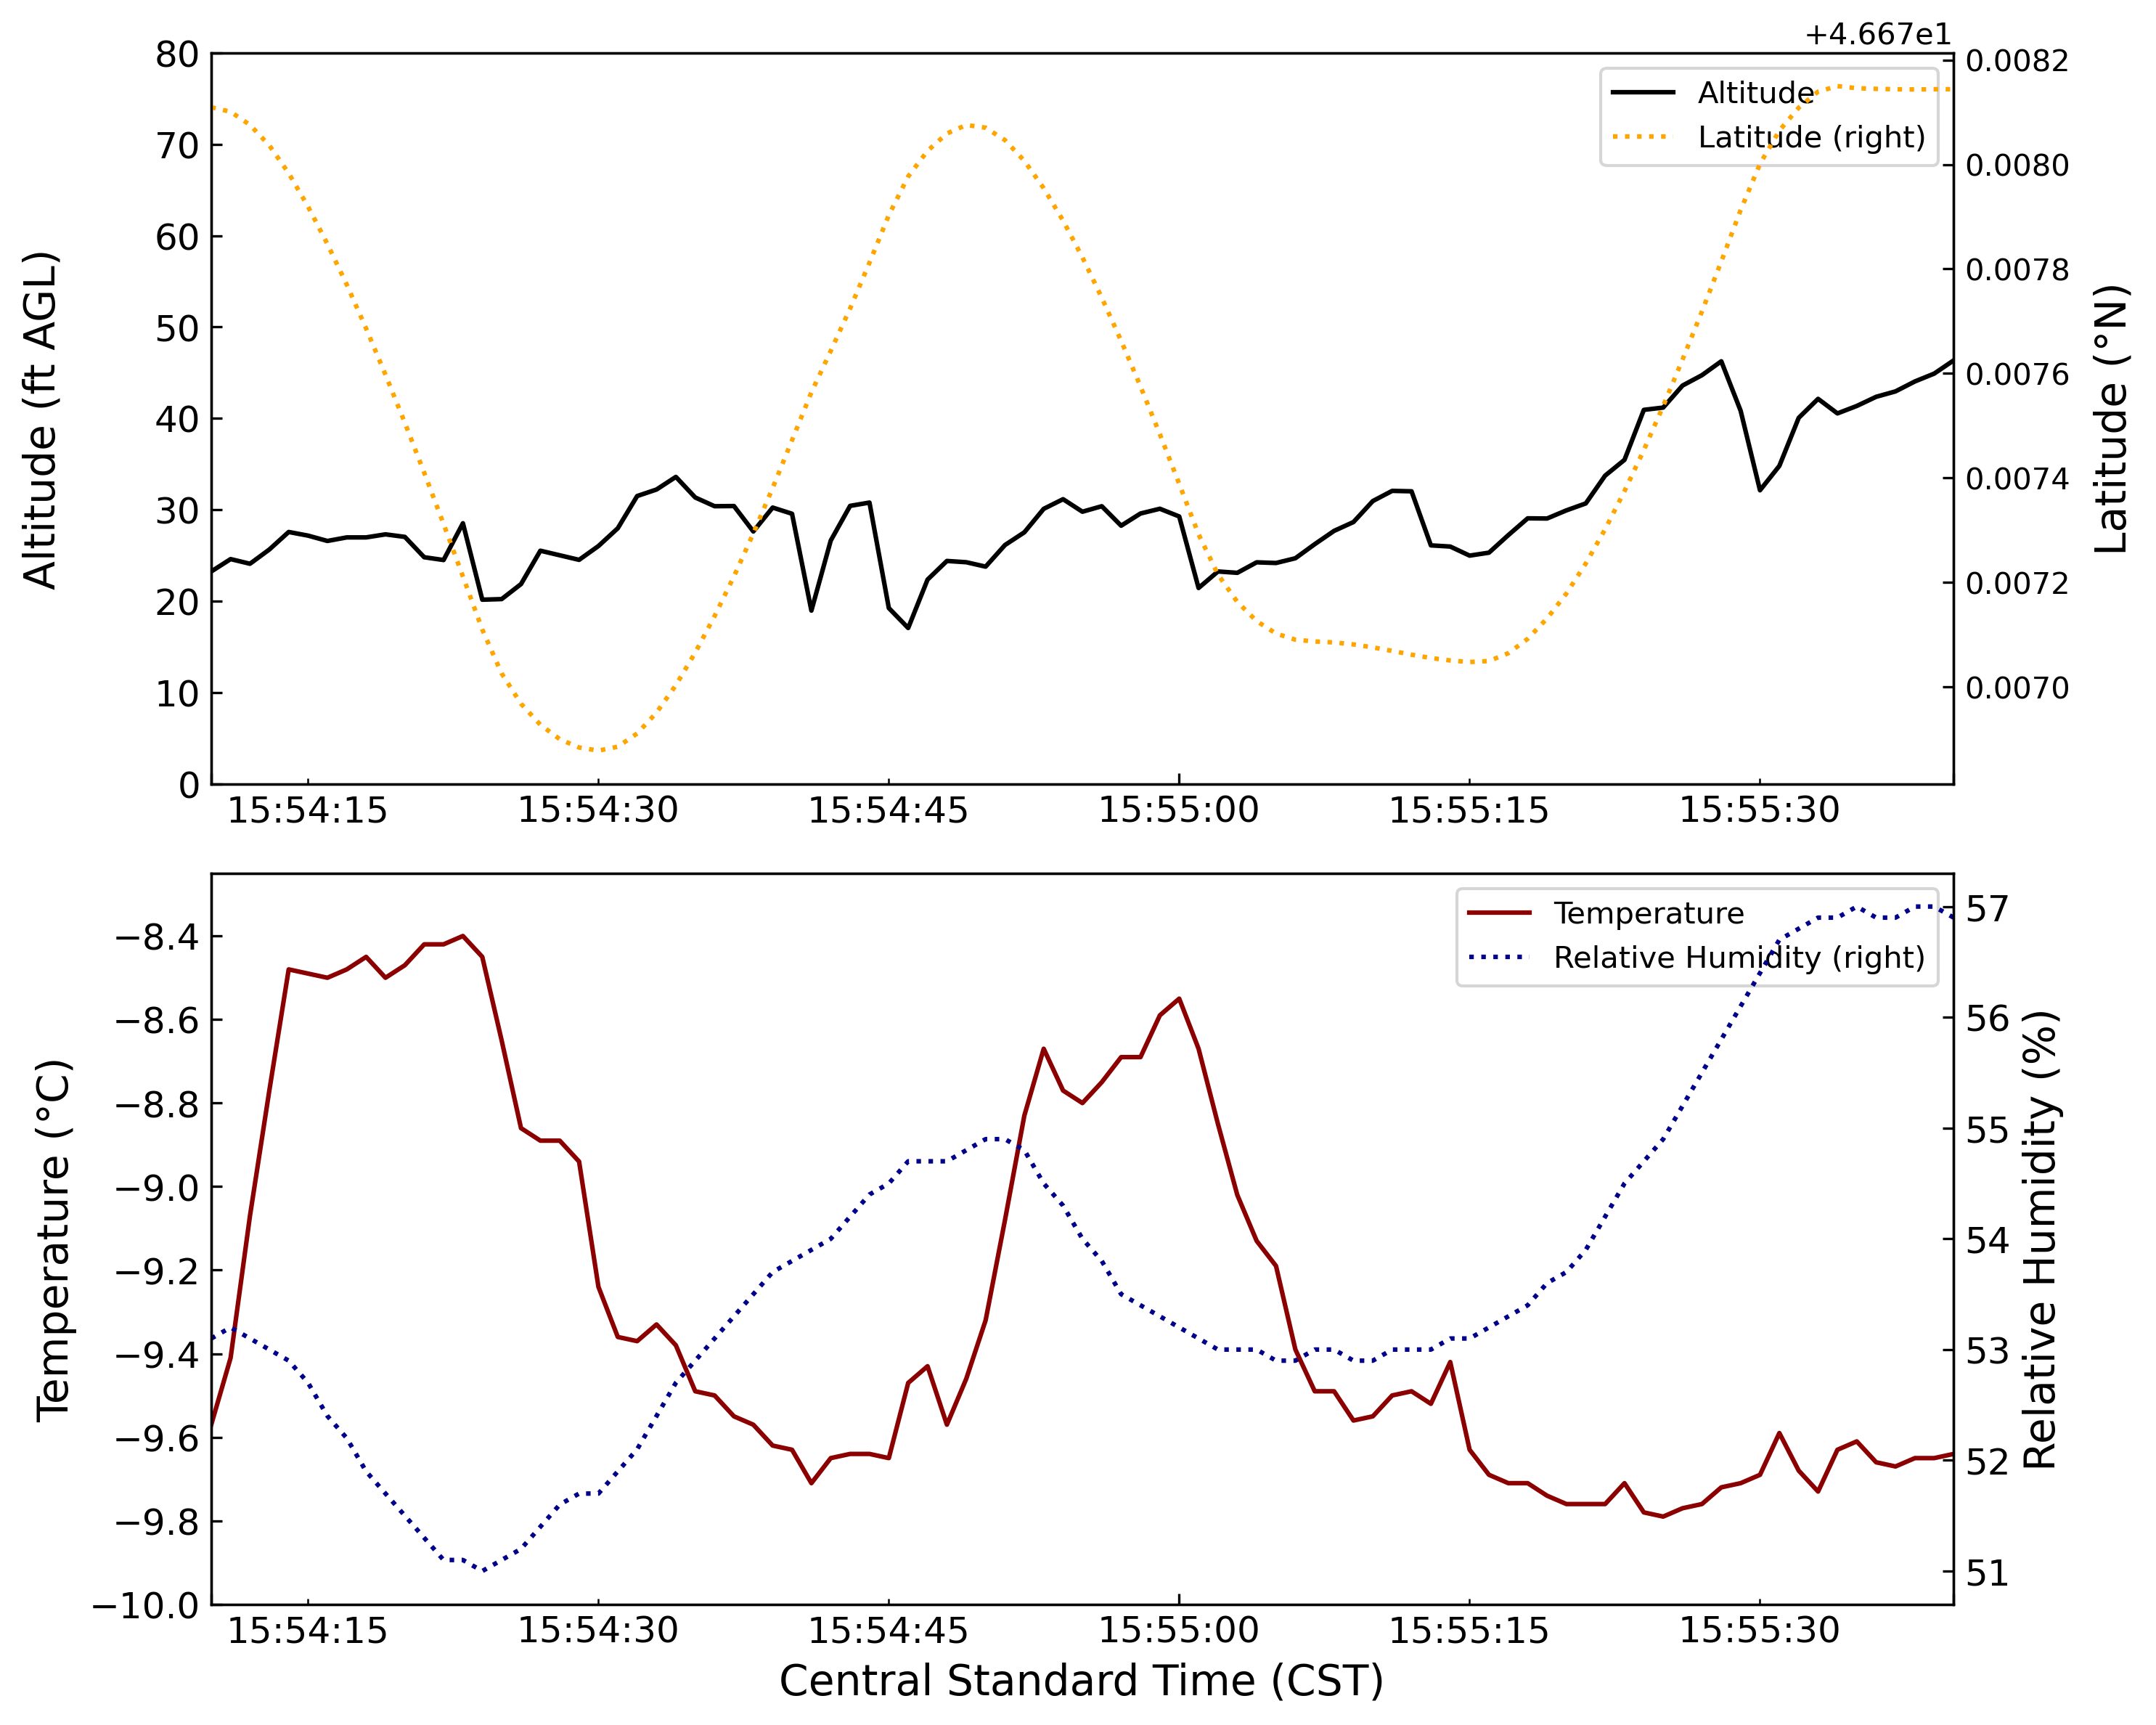 +4.667e1
80
70
60
50
40
30
20
10
0
Altitude (ft AGL)
Altitude
Latitude (right)
0.0082
0.0080
0.0078
0.0076
0.0074
0.0072
0.0070
Latitude (°N)
15:54:15 15:54:30 15:54:45 15:55:00 15:55:15 15:55:30
−8.4
−8.6
−8.8
−9.0
−9.2
−9.4
−9.6
−9.8
−10.0
Temperature (°C)
Temperature
Relative Humidity (right)
57
56
55
54
53
52
51
Relative Humidity (%)
15:54:15 15:54:30 15:54:45 15:55:00 15:55:15 15:55:30
Central Standard Time (CST)